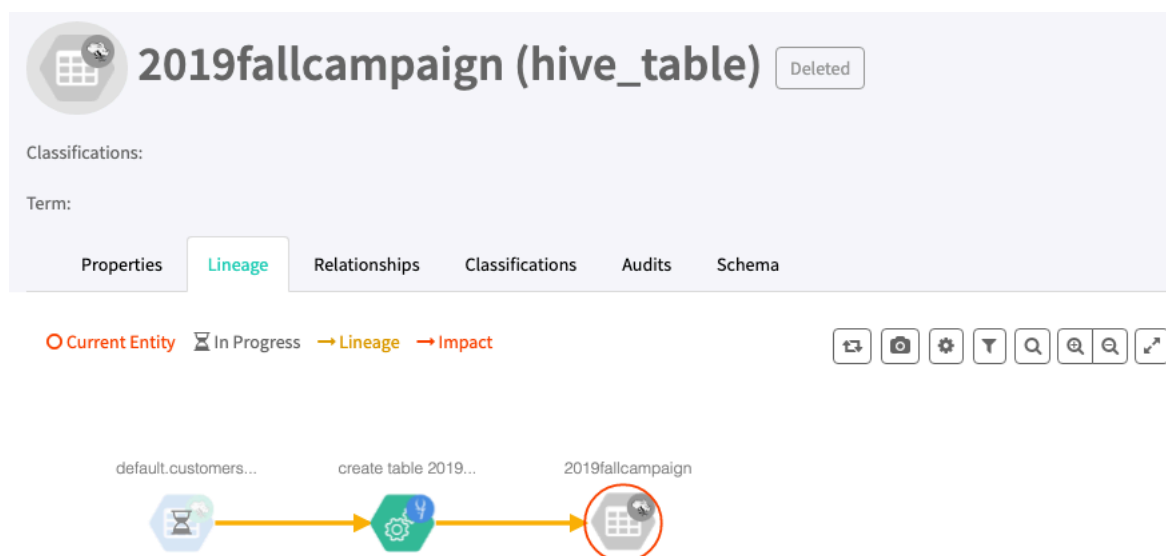 2019fallcampaign (hive_table) Deleted
Classifications:
Term:
Properties Lineage Relationships Classifications Audits Schema
Current Entity In Progress Lineage Impact
default.customers... create table 2019... 2019fallcampaign